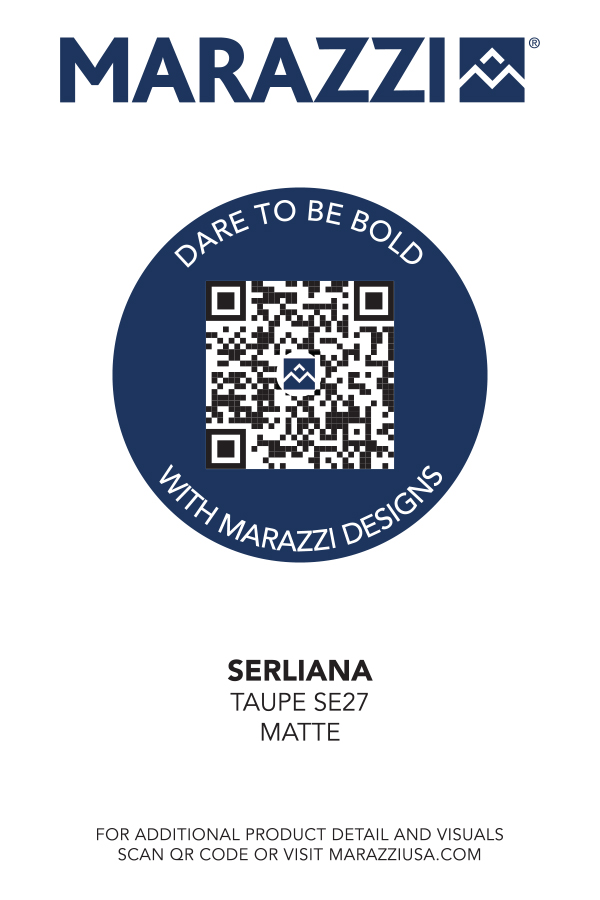 MARAZZI®
DARE TO BE BOLD
WITH MARAZZI DESIGNS
SERLIANA
TAUPE SE27
MATTE
FOR ADDITIONAL PRODUCT DETAIL AND VISUALS
SCAN QR CODE OR VISIT MARAZZIUSA.COM